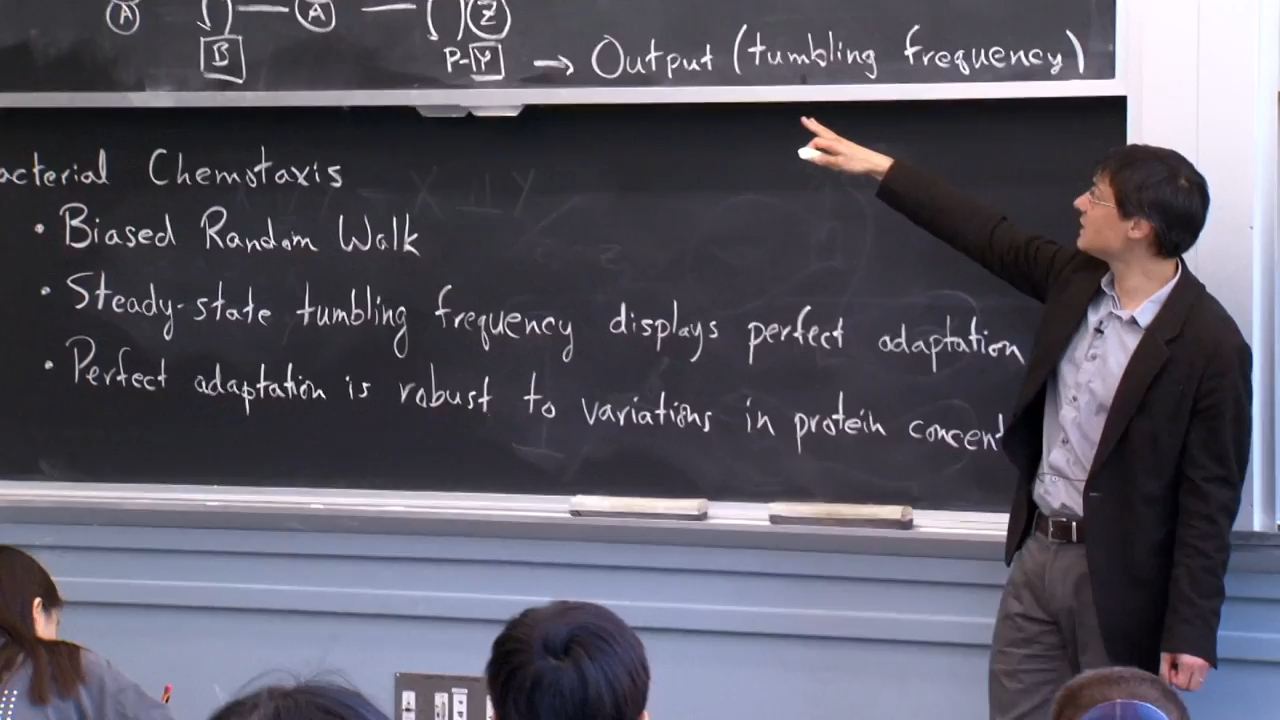 A A Z
B P-Y → Output (tumbling frequency)
acterial Chemotaxis
• Biased Random Walk
• Steady-state tumbling frequency displays perfect adaptation
• Perfect adaptation is robust to variations in protein concent